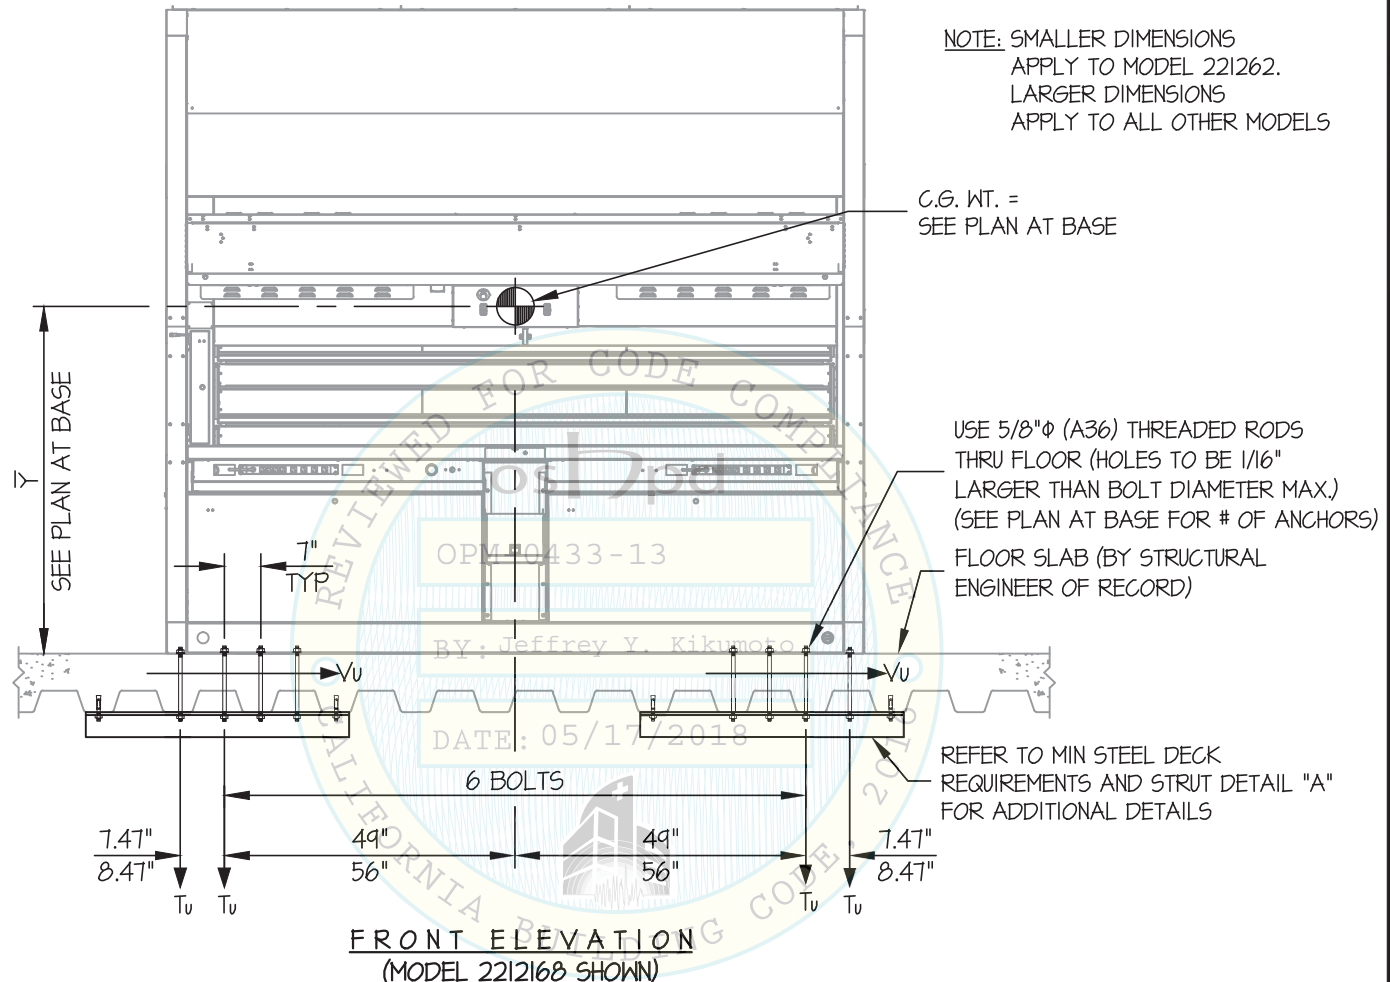 NOTE: SMALLER DIMENSIONS
APPLY TO MODEL 221262.
LARGER DIMENSIONS
APPLY TO ALL OTHER MODELS
C.G. WT. =
SEE PLAN AT BASE
Y
SEE PLAN AT BASE
REVIEWED FOR CODE COMPLIANCE
oshpd
OPM-0433-13
BY: Jeffrey Y. Kikumoto
DATE: 05/17/2018
CALIFORNIA BUILDING CODE, 2016
USE 5/8"Φ (A36) THREADED RODS
THRU FLOOR (HOLES TO BE 1/16"
LARGER THAN BOLT DIAMETER MAX.)
(SEE PLAN AT BASE FOR # OF ANCHORS)
FLOOR SLAB (BY STRUCTURAL
ENGINEER OF RECORD)
7"
TYP
Vu
Vu
REFER TO MIN STEEL DECK
REQUIREMENTS AND STRUT DETAIL "A"
FOR ADDITIONAL DETAILS
6 BOLTS
7.47" 49" 49" 7.47"
8.47" 56" 56" 8.47"
Tu Tu Tu Tu
FRONT ELEVATION
(MODEL 2212168 SHOWN)